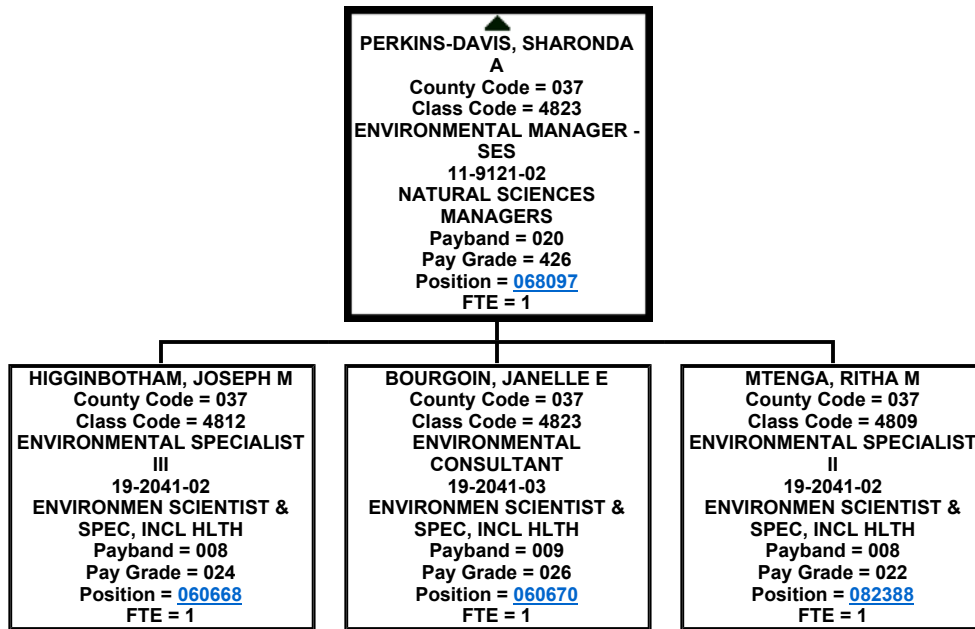 PERKINS-DAVIS, SHARONDA
A
County Code = 037
Class Code = 4823
ENVIRONMENTAL MANAGER -
SES
11-9121-02
NATURAL SCIENCES
MANAGERS
Payband = 020
Pay Grade = 426
Position = 068097
FTE = 1
HIGGINBOTHAM, JOSEPH M
County Code = 037
Class Code = 4812
ENVIRONMENTAL SPECIALIST
III
19-2041-02
ENVIRONMEN SCIENTIST &
SPEC, INCL HLTH
Payband = 008
Pay Grade = 024
Position = 060668
FTE = 1
BOURGOIN, JANELLE E
County Code = 037
Class Code = 4823
ENVIRONMENTAL
CONSULTANT
19-2041-03
ENVIRONMEN SCIENTIST &
SPEC, INCL HLTH
Payband = 009
Pay Grade = 026
Position = 060670
FTE = 1
MTENGA, RITHA M
County Code = 037
Class Code = 4809
ENVIRONMENTAL SPECIALIST
II
19-2041-02
ENVIRONMEN SCIENTIST &
SPEC, INCL HLTH
Payband = 008
Pay Grade = 022
Position = 082388
FTE = 1